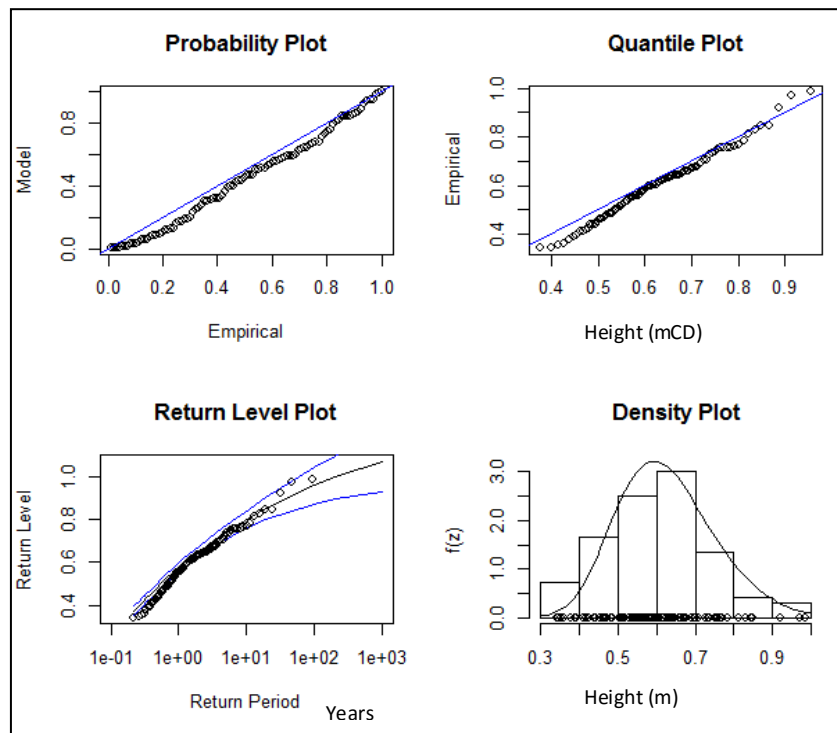 Probability Plot
Model
0.0 0.4 0.8
0.0 0.2 0.4 0.6 0.8 1.0
Empirical
Quantile Plot
Empirical
0.4 0.6 0.8 1.0
0.4 0.5 0.6 0.7 0.8 0.9
Height (mCD)
Return Level Plot
Return Level
0.4 0.6 0.8 1.0
1e-01 1e+00 1e+01 1e+02 1e+03
Return Period
Years
Density Plot
f(z)
0.0 1.0 2.0 3.0
0.3 0.5 0.7 0.9
Height (m)